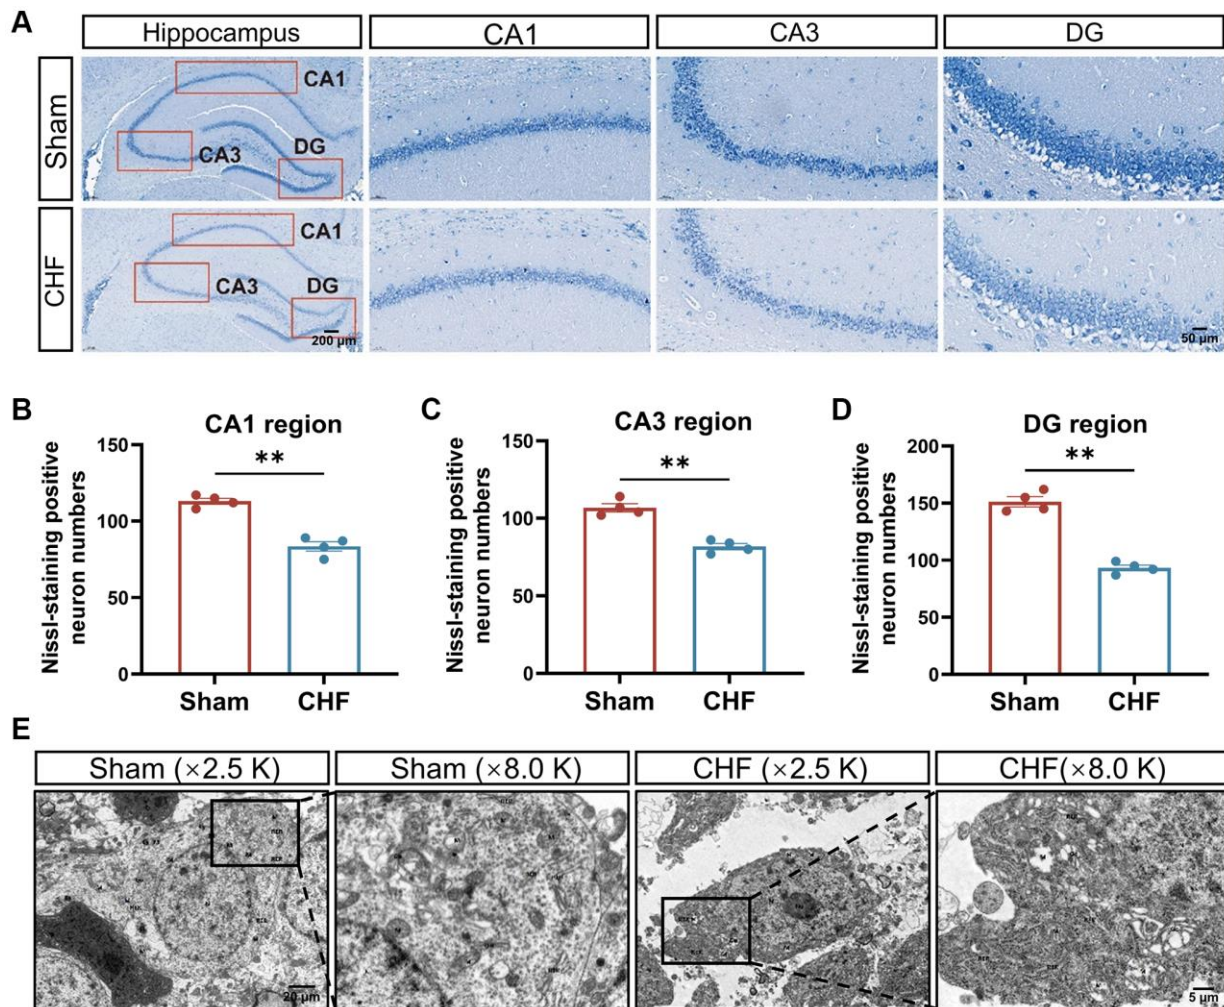 A
Hippocampus
CA1
CA3
DG
Sham
CA1
CA3
DG
CHF
CA1
CA3
DG
200 μm
50 μm
B
CA1 region
Nissl-staining positive
neuron numbers
150
100
50
0
**
Sham
CHF
C
CA3 region
Nissl-staining positive
neuron numbers
150
100
50
0
**
Sham
CHF
D
DG region
Nissl-staining positive
neuron numbers
200
150
100
50
0
**
Sham
CHF
E
Sham (×2.5 K)
Sham (×8.0 K)
CHF (×2.5 K)
CHF(×8.0 K)
20 μm
5 μm